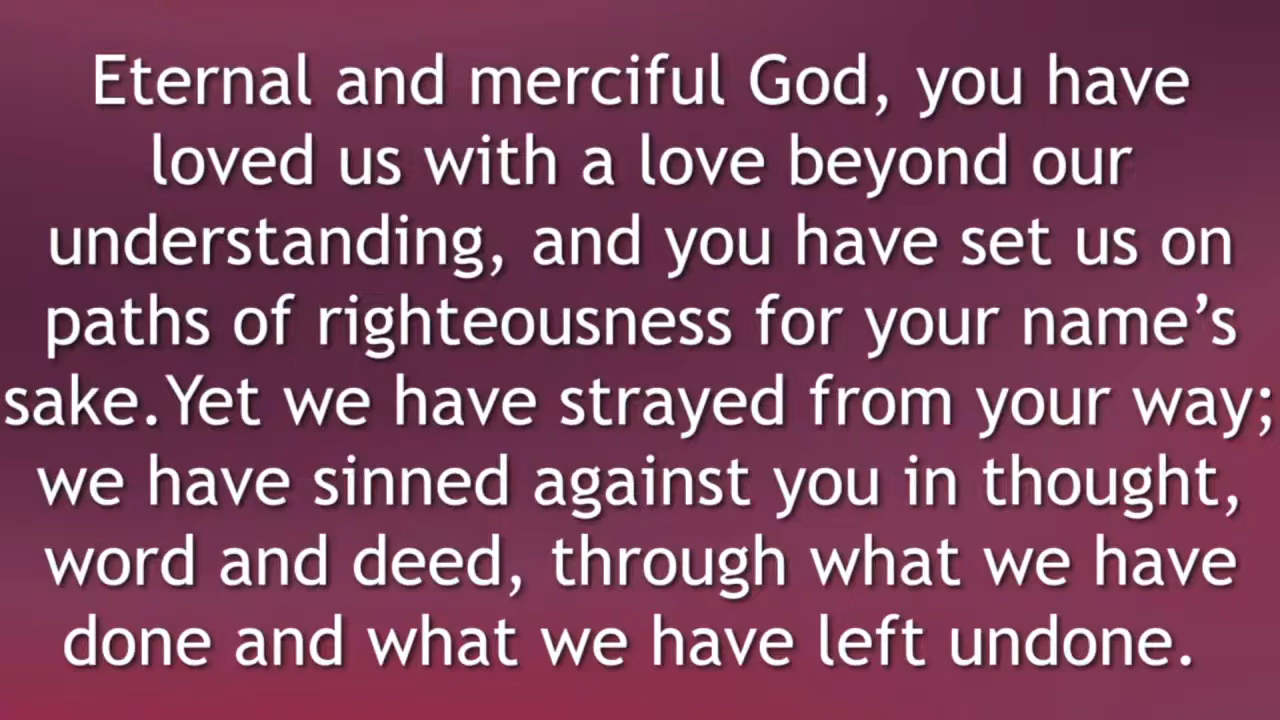 Eternal and merciful God, you have
loved us with a love beyond our
understanding, and you have set us on
paths of righteousness for your name’s
sake. Yet we have strayed from your way;
we have sinned against you in thought,
word and deed, through what we have
done and what we have left undone.